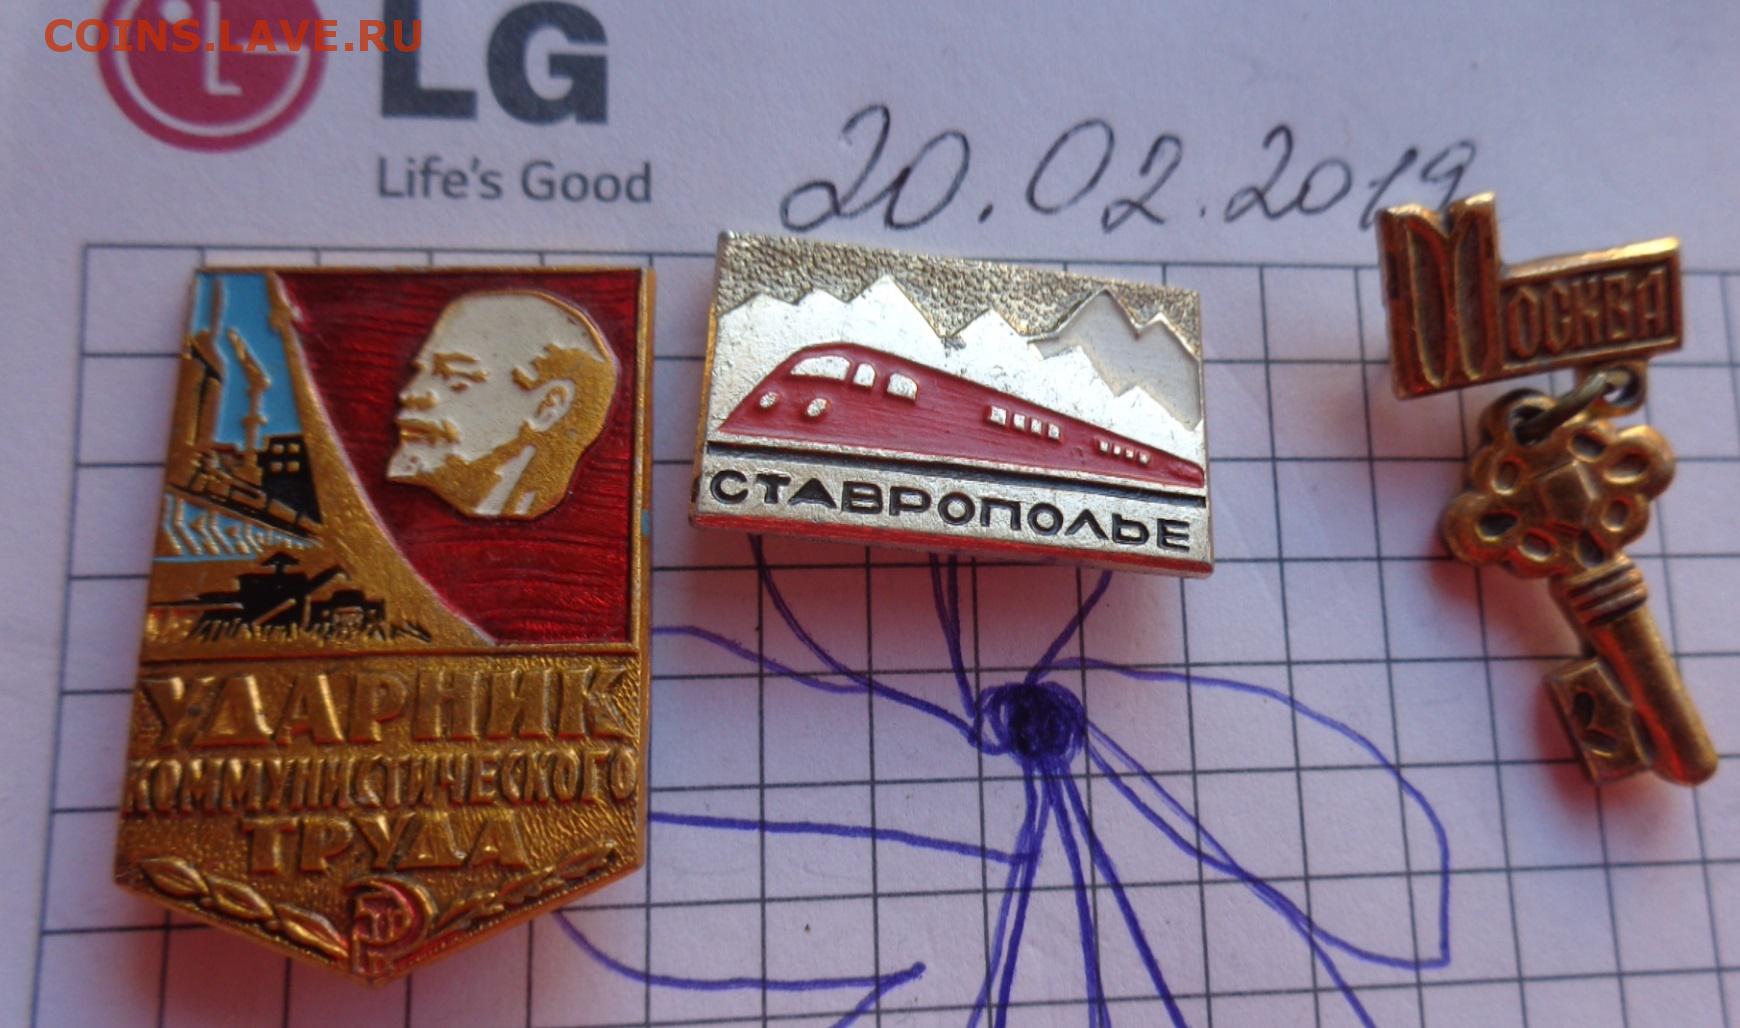 COINS.LAVE.RU
LG
Life's Good
20.02.2019
УДАРНИК
КОММУНИСТИЧЕСКОГО
ТРУДА
СТАВРОПОЛЬЕ
МОСКВА